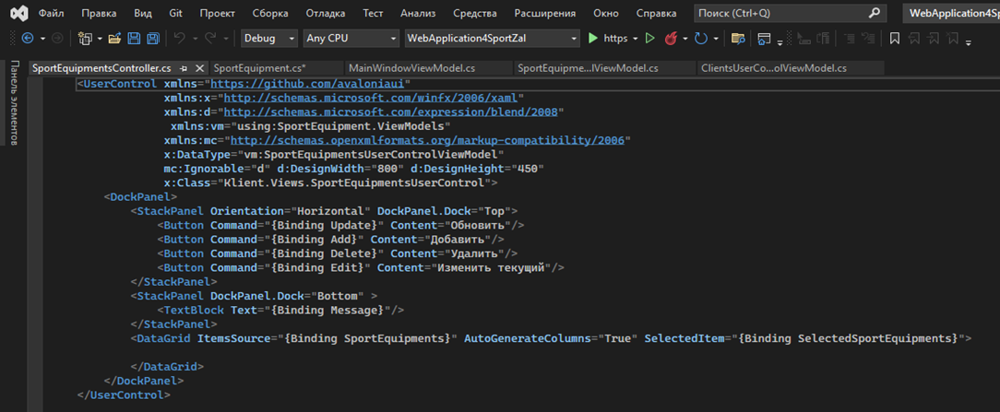 Файл Правка Вид Git Проект Сборка Отладка Тест Анализ Средства Расширения Окно Справка Поиск (Ctrl+Q) WebApplication4SportZal
Debug Any CPU WebApplication4SportZal https
SportEquipmentsController.cs SportEquipment.cs* MainWindowViewModel.cs SportEquipme...lViewModel.cs ClientsUserCo...olViewModel.cs
Панель элементов
<UserControl xmlns="https://github.com/avaloniaui"
xmlns:x="http://schemas.microsoft.com/winfx/2006/xaml"
xmlns:d="http://schemas.microsoft.com/expression/blend/2008"
xmlns:vm="using:SportEquipment.ViewModels"
xmlns:mc="http://schemas.openxmlformats.org/markup-compatibility/2006"
x:DataType="vm:SportEquipmentsUserControlViewModel"
mc:Ignorable="d" d:DesignWidth="800" d:DesignHeight="450"
x:Class="Klient.Views.SportEquipmentsUserControl">
<DockPanel>
<StackPanel Orientation="Horizontal" DockPanel.Dock="Top">
<Button Command="{Binding Update}" Content="Обновить"/>
<Button Command="{Binding Add}" Content="Добавить"/>
<Button Command="{Binding Delete}" Content="Удалить"/>
<Button Command="{Binding Edit}" Content="Изменить текущий"/>
</StackPanel>
<StackPanel DockPanel.Dock="Bottom" >
<TextBlock Text="{Binding Message}"/>
</StackPanel>
<DataGrid ItemsSource="{Binding SportEquipments}" AutoGenerateColumns="True" SelectedItem="{Binding SelectedSportEquipments}">
</DataGrid>
</DockPanel>
</UserControl>